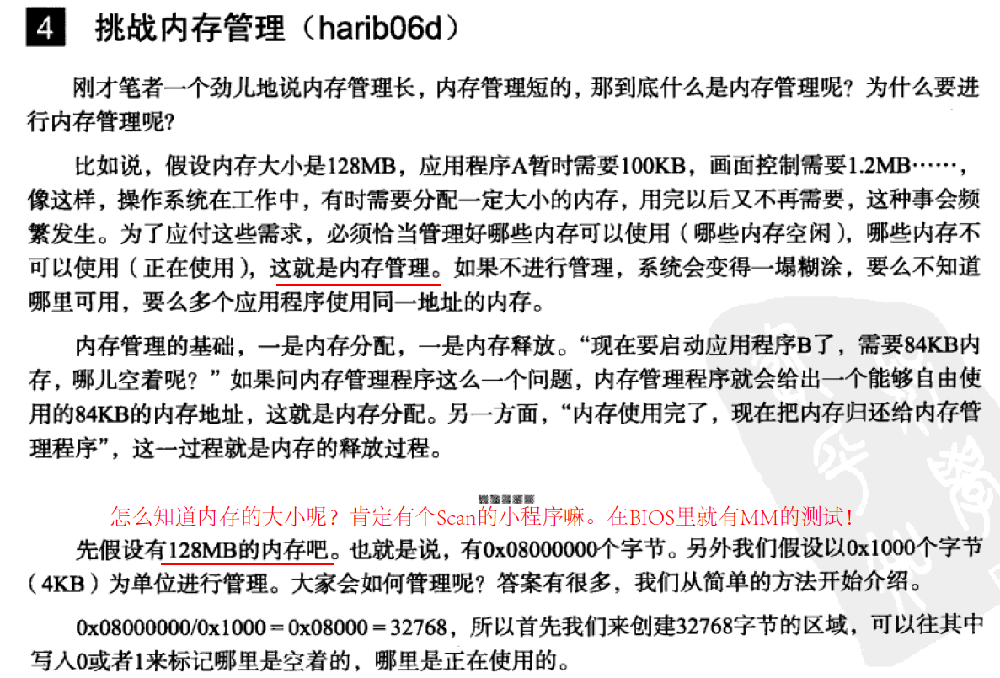 4 挑战内存管理（harib06d）
刚才笔者一个劲儿地说内存管理长，内存管理短的，那到底什么是内存管理呢？为什么要进
行内存管理呢?
比如说，假设内存大小是128MB，应用程序A暂时需要100KB，画面控制需要1.2MB……，
像这样，操作系统在工作中，有时需要分配一定大小的内存，用完以后又不再需要，这种事会频
繁发生。为了应付这些需求，必须恰当管理好哪些内存可以使用（哪些内存空闲），哪些内存不
可以使用（正在使用），这就是内存管理。如果不进行管理，系统会变得一塌糊涂，要么不知道
哪里可用，要么多个应用程序使用同一地址的内存。
内存管理的基础，一是内存分配，一是内存释放。“现在要启动应用程序B了，需要84KB内
存，哪儿空着呢？”如果问内存管理程序这么一个问题，内存管理程序就会给出一个能够自由使
用的84KB的内存地址，这就是内存分配。另一方面，“内存使用完了，现在把内存归还给内存管
理程序”，这一过程就是内存的释放过程。
怎么知道内存的大小呢？肯定有个Scan的小程序嘛。在BIOS里就有MM的测试！
先假设有128MB的内存吧。也就是说，有0x08000000个字节。另外我们假设以0x1000个字节
（4KB）为单位进行管理。大家会如何管理呢？答案有很多，我们从简单的方法开始介绍。
0x08000000/0x1000 = 0x08000 = 32768，所以首先我们来创建32768字节的区域，可以往其中
写入0或者1来标记哪里是空着的，哪里是正在使用的。